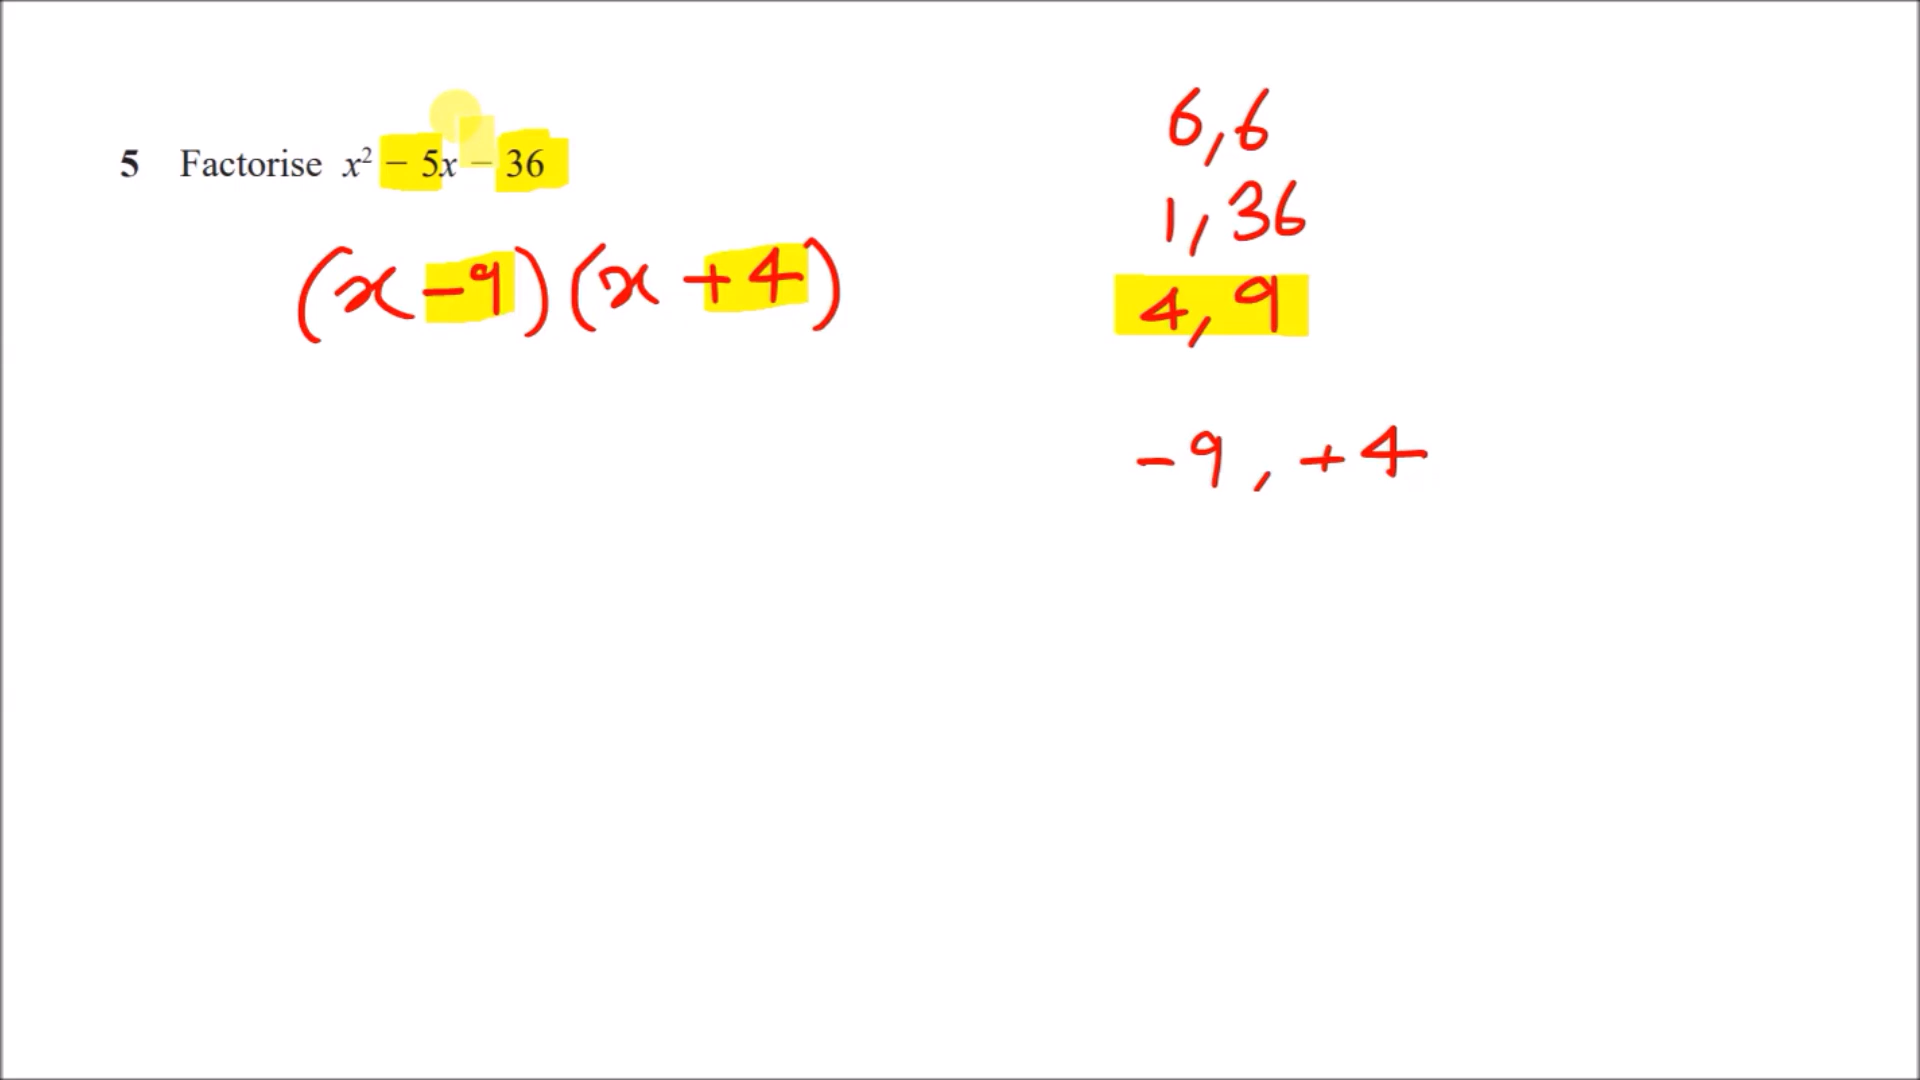 5 Factorise x² − 5x − 36
(x −9)(x +4)
6,6
1,36
4,9
−9, +4